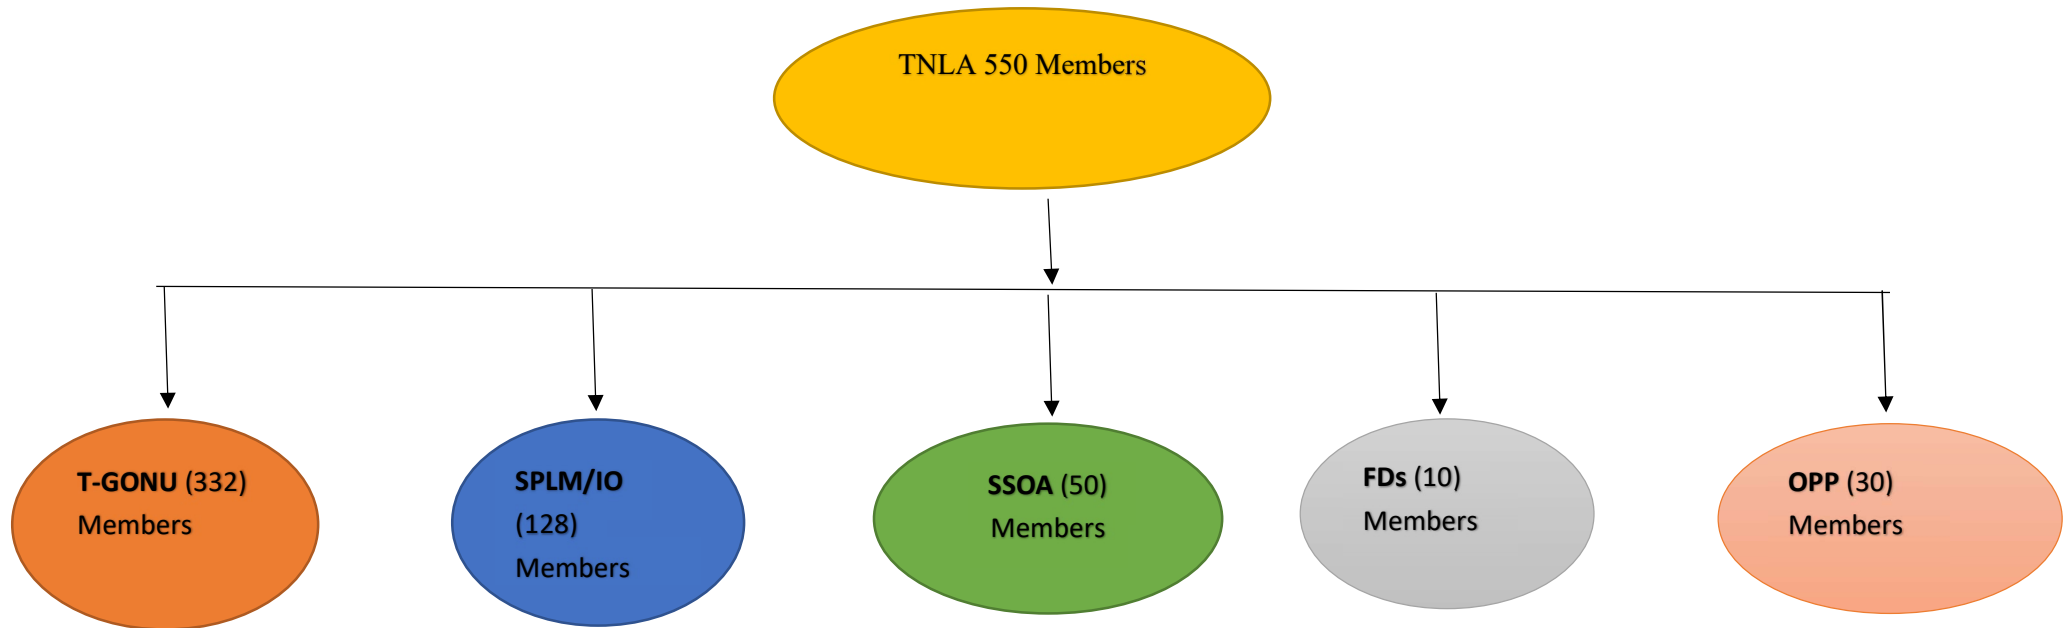 TNLA 550 Members
T-GONU (332)
Members
SPLM/IO
(128)
Members
SSOA (50)
Members
FDs (10)
Members
OPP (30)
Members